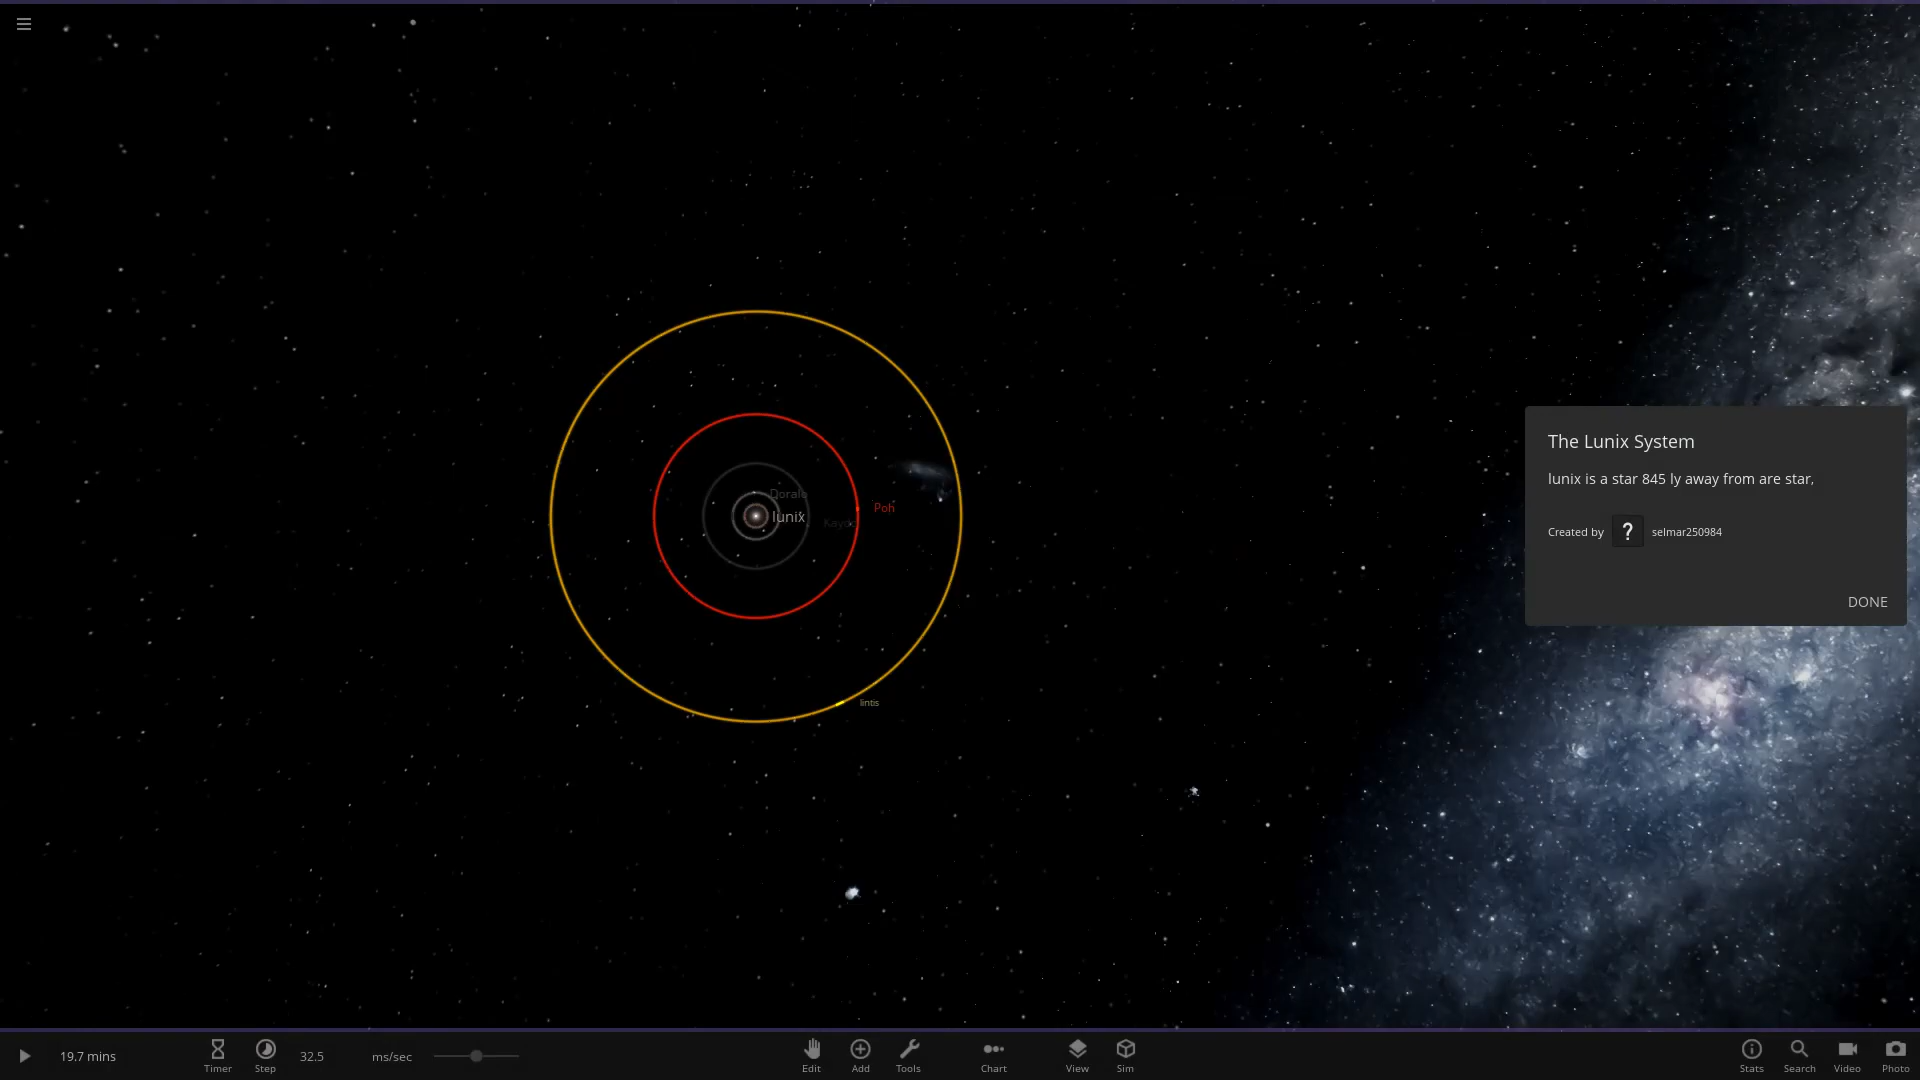 Doralo
lunix
Poh
lintis
The Lunix System
lunix is a star 845 ly away from are star,
Created by ? selmar250984
DONE
19.7 mins
Timer
Step
32.5
ms/sec
Edit
Add
Tools
Chart
View
Sim
Stats
Search
Video
Photo